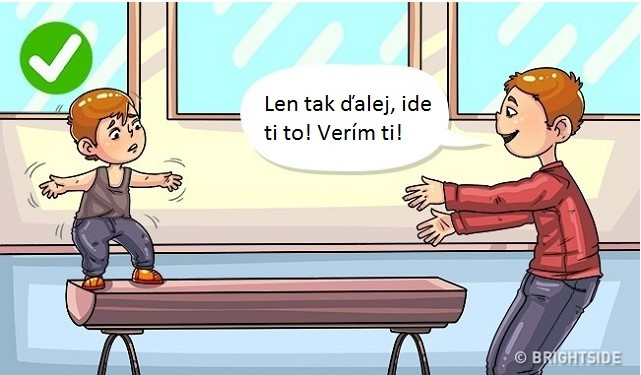 Len tak ďalej, ide
ti to! Verím ti!
© BRIGHTSIDE